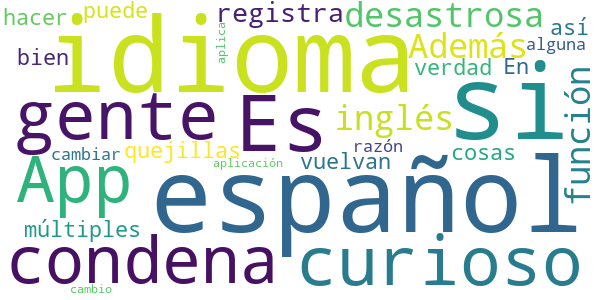 hacer puede registra desastrosa así
bien idioma aplica Además alguna
gente Es inglés verdad En si función
cambiar quejillas vuelvan razón cosas
App aplicación español
múltiples condena curioso
cambio